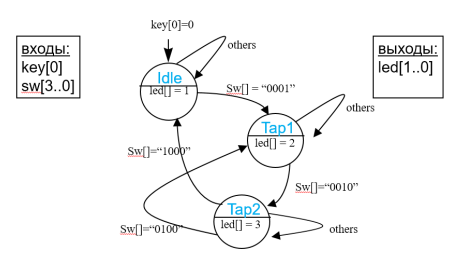 key[0]=0
входы:
key[0]
sw[3..0]
others
выходы:
led[1..0]
Idle
led[] = 1
Sw[] = “0001”
others
Tap1
led[] = 2
Sw[]=“1000”
Sw[]=“0010”
Tap2
led[] = 3
Sw[]=“0100”
others